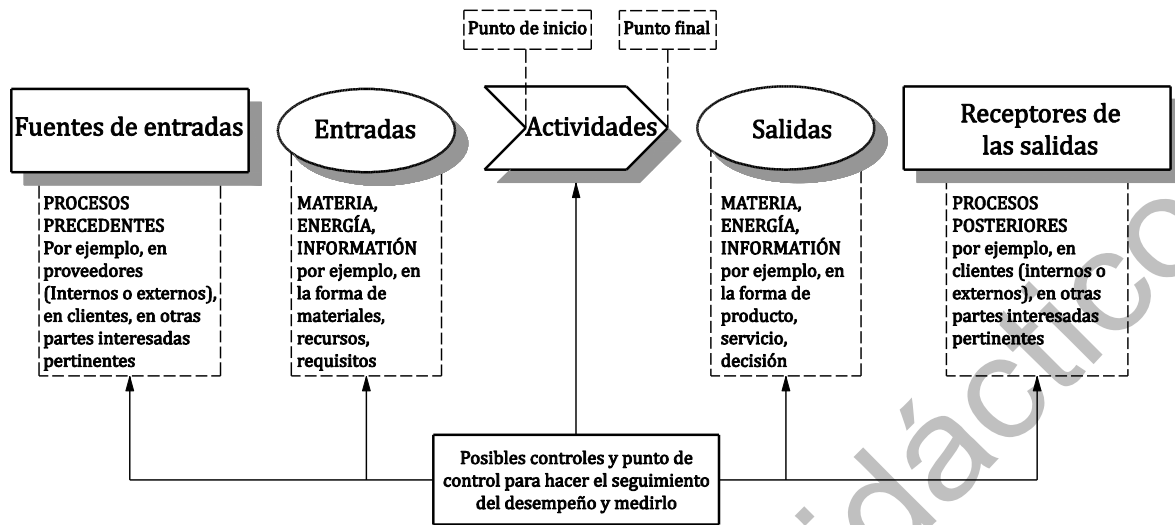 Punto de inicio
Punto final
Fuentes de entradas
Entradas
Actividades
Salidas
Receptores de
las salidas
PROCESOS
PRECEDENTES
Por ejemplo, en
proveedores
(Internos o externos),
en clientes, en otras
partes interesadas
pertinentes
MATERIA,
ENERGÍA,
INFORMATIÓN
por ejemplo, en
la forma de
materiales,
recursos,
requisitos
MATERIA,
ENERGÍA,
INFORMATIÓN
por ejemplo, en
la forma de
producto,
servicio,
decisión
PROCESOS
POSTERIORES
por ejemplo, en
clientes (internos o
externos), en otras
partes interesadas
pertinentes
Posibles controles y punto de
control para hacer el seguimiento
del desempeño y medirlo
idáctico